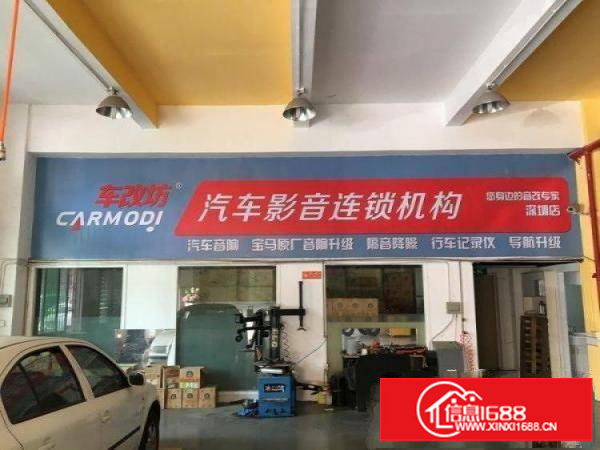 车改坊®
CARMODI
汽车影音连锁机构
您身边的音改专家
深圳店
汽车音响 宝马原厂音响升级 隔音降噪 行车记录仪 导航升级
信息1688
WWW.XINXI1688.CN